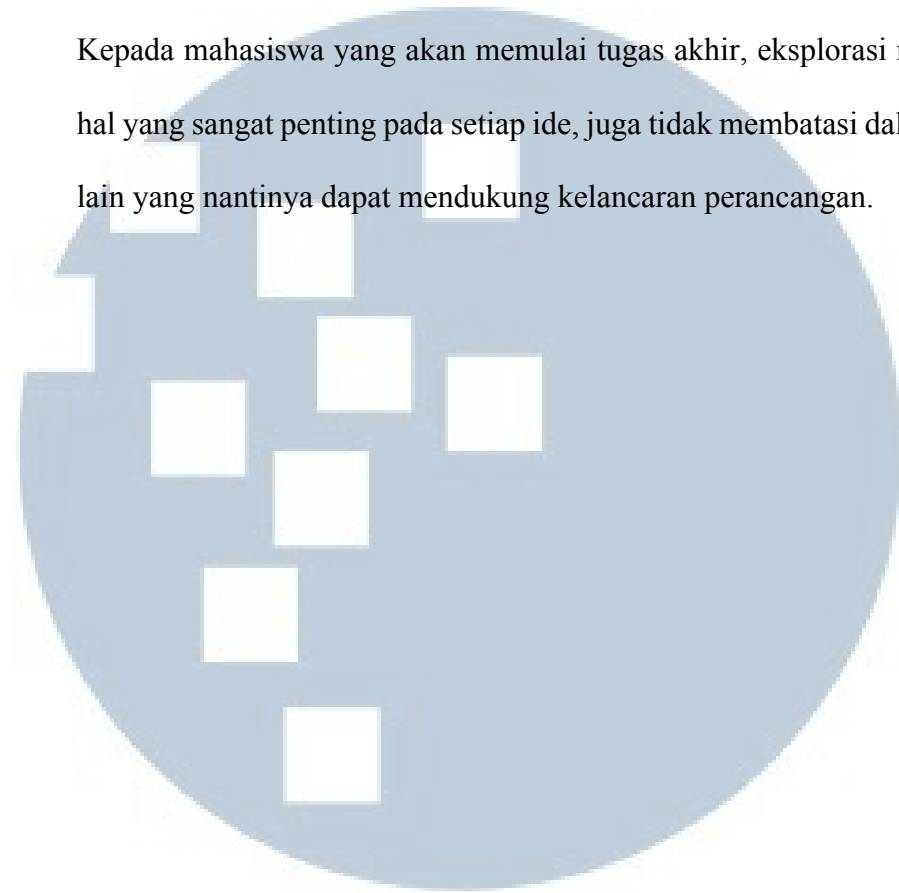 Kepada mahasiswa yang akan memulai tugas akhir, eksplorasi
hal yang sangat penting pada setiap ide, juga tidak membatasi
lain yang nantinya dapat mendukung kelancaran perancangan.